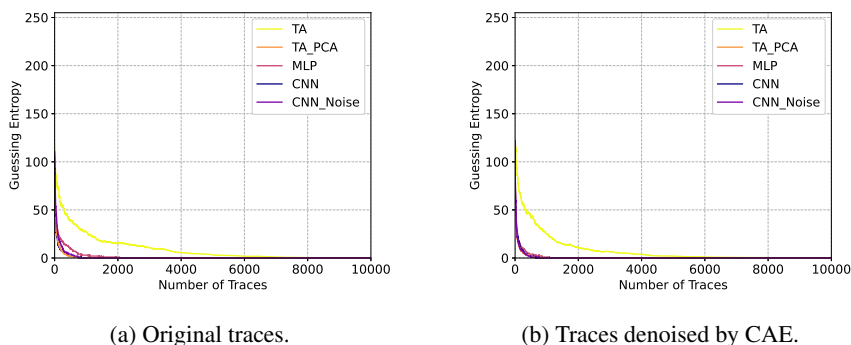 250
200
150
100
50
0
Guessing Entropy
0 2000 4000 6000 8000 10000
Number of Traces
TA
TA_PCA
MLP
CNN
CNN_Noise
(a) Original traces.
250
200
150
100
50
0
Guessing Entropy
0 2000 4000 6000 8000 10000
Number of Traces
TA
TA_PCA
MLP
CNN
CNN_Noise
(b) Traces denoised by CAE.